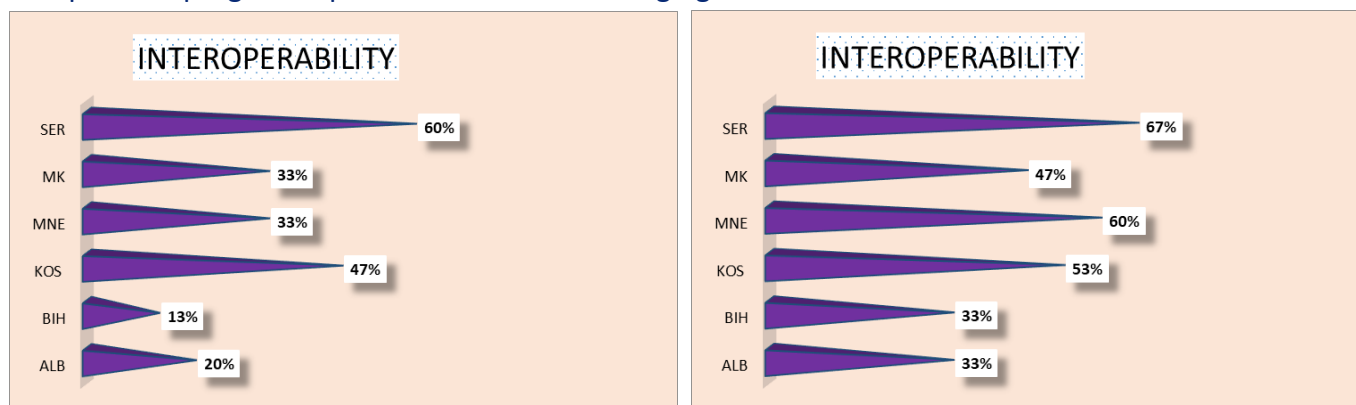 INTEROPERABILITY
SER 60%
MK 33%
MNE 33%
KOS 47%
BIH 13%
ALB 20%
INTEROPERABILITY
SER 67%
MK 47%
MNE 60%
KOS 53%
BIH 33%
ALB 33%